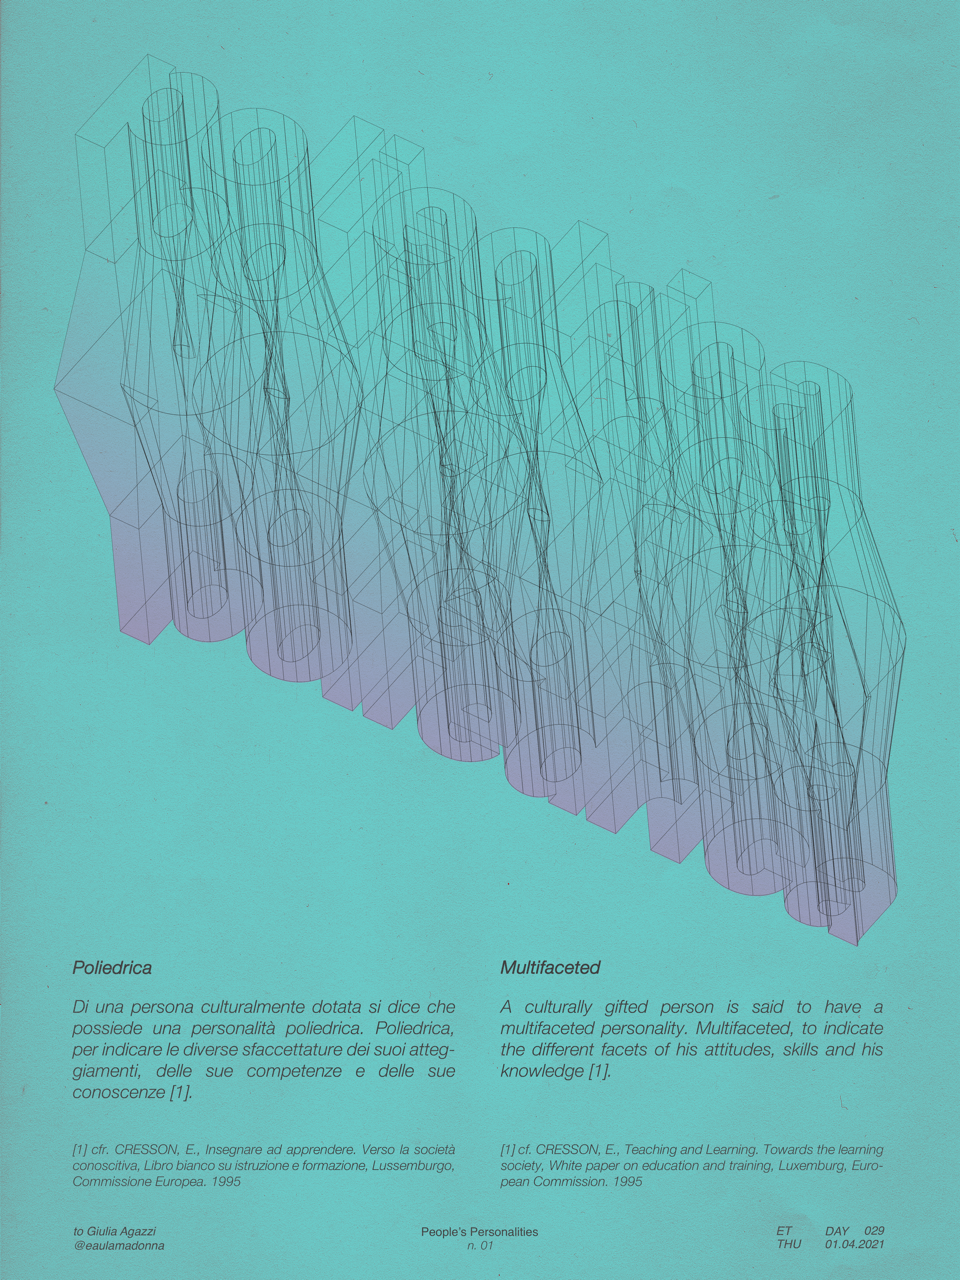 Poliedrica
Poliedrica
Di una persona culturalmente dotata si dice che
possiede una personalità poliedrica. Poliedrica,
per indicare le diverse sfaccettature dei suoi atteg-
giamenti, delle sue competenze e delle sue
conoscenze [1].
[1] cfr. CRESSON, E., Insegnare ad apprendere. Verso la società
conoscitiva, Libro bianco su istruzione e formazione, Lussemburgo,
Commissione Europea. 1995
Multifaceted
A culturally gifted person is said to have a
multifaceted personality. Multifaceted, to indicate
the different facets of his attitudes, skills and his
knowledge [1].
[1] cf. CRESSON, E., Teaching and Learning. Towards the learning
society, White paper on education and training, Luxemburg, Euro-
pean Commission. 1995
to Giulia Agazzi
@eaulamadonna
People's Personalities
n. 01
ET DAY 029
THU 01.04.2021